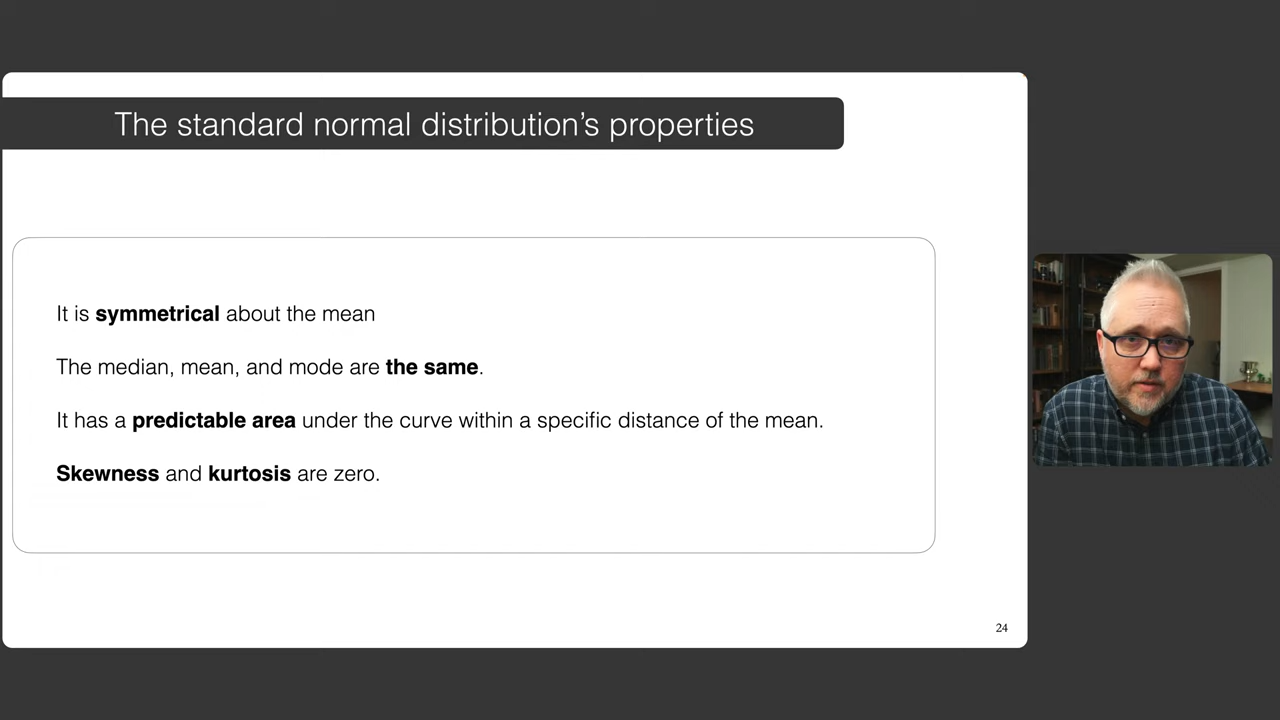 The standard normal distribution’s properties
It is symmetrical about the mean
The median, mean, and mode are the same.
It has a predictable area under the curve within a specific distance of the mean.
Skewness and kurtosis are zero.
24